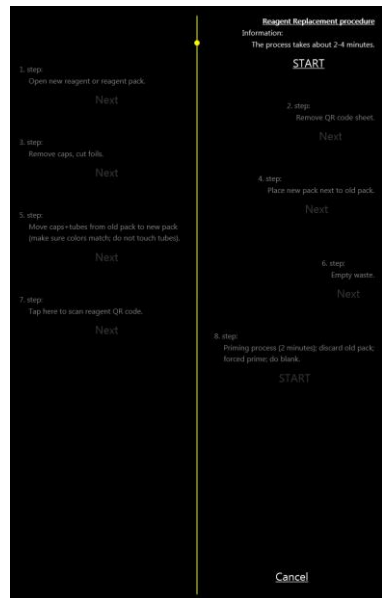 Reagent Replacement procedure
Information:
The process takes about 2-4 minutes.
START
1. step:
Open new reagent or reagent pack.
Next
2. step:
Remove QR code sheet.
Next
3. step:
Remove caps, cut foils.
Next
4. step:
Place new pack next to old pack.
Next
5. step:
Move caps+tubes from old pack to new pack
(make sure colors match; do not touch tubes).
Next
6. step:
Empty waste.
Next
7. step:
Tap here to scan reagent QR code.
Next
8. step:
Priming process (2 minutes); discard old pack;
forced prime; do blank.
START
Cancel